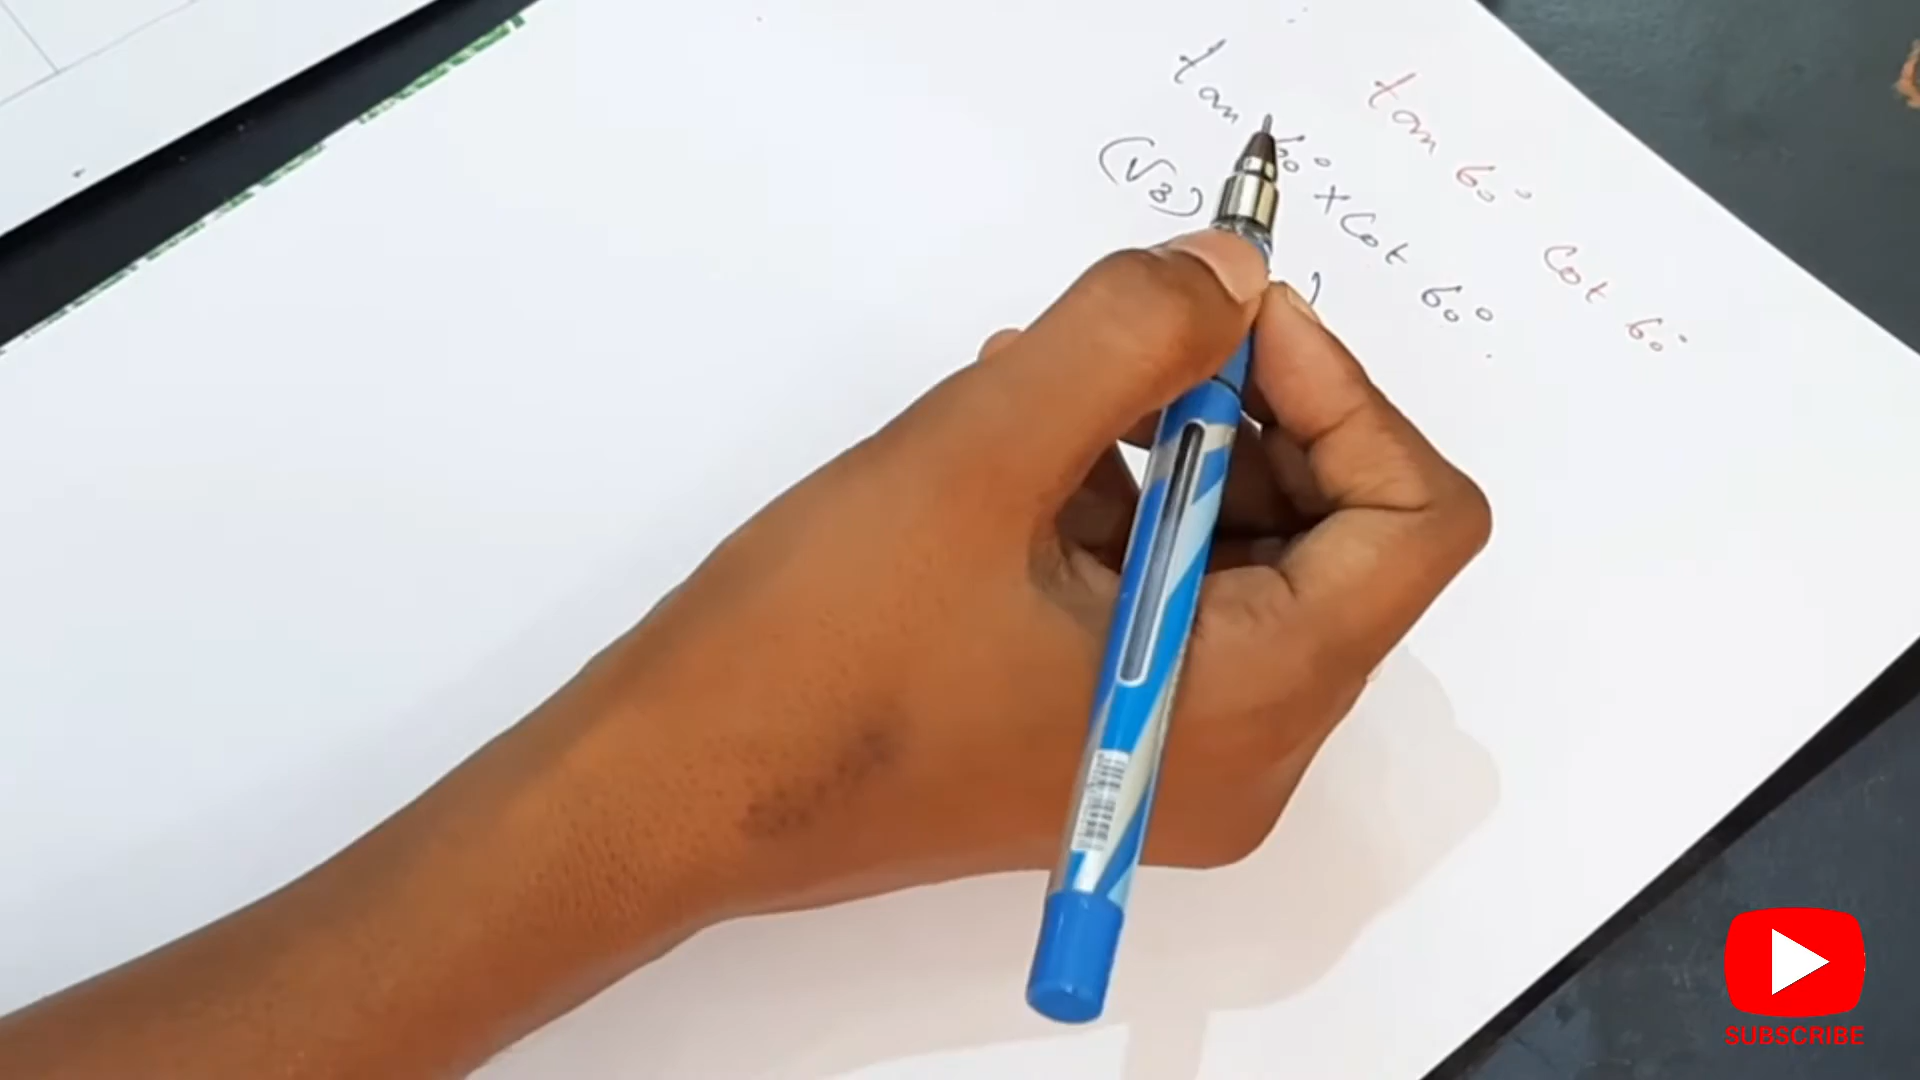 tan 60° cot 60°
tan 60° × cot 60°
(√3) )
SUBSCRIBE